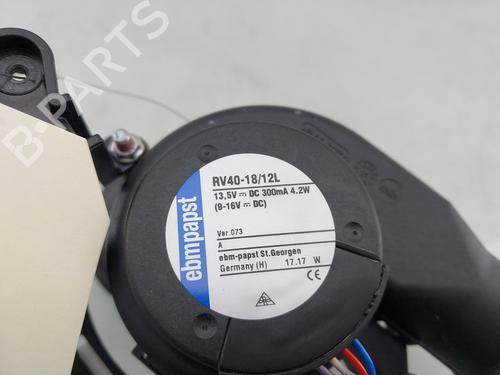 B-PARTS
ebmpapst
RV40-18/12L
13,5V ⎓ DC 300mA 4.2W
(9-16V ⎓ DC)
Var.073
A
ebm-papst St.Georgen
Germany (H) 17.17 W
CE